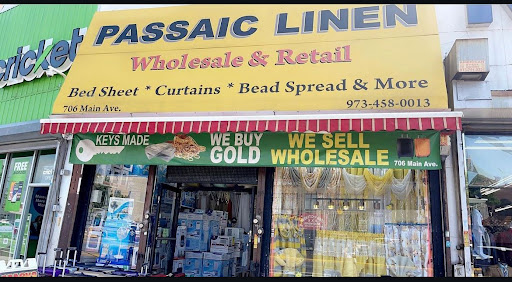 cricket
PASSAIC LINEN
Wholesale & Retail
Bed Sheet * Curtains * Bead Spread & More
706 Main Ave.
973-458-0013
KEYS MADE
WE BUY
GOLD
WE SELL
WHOLESALE
706 Main Ave.
FREE